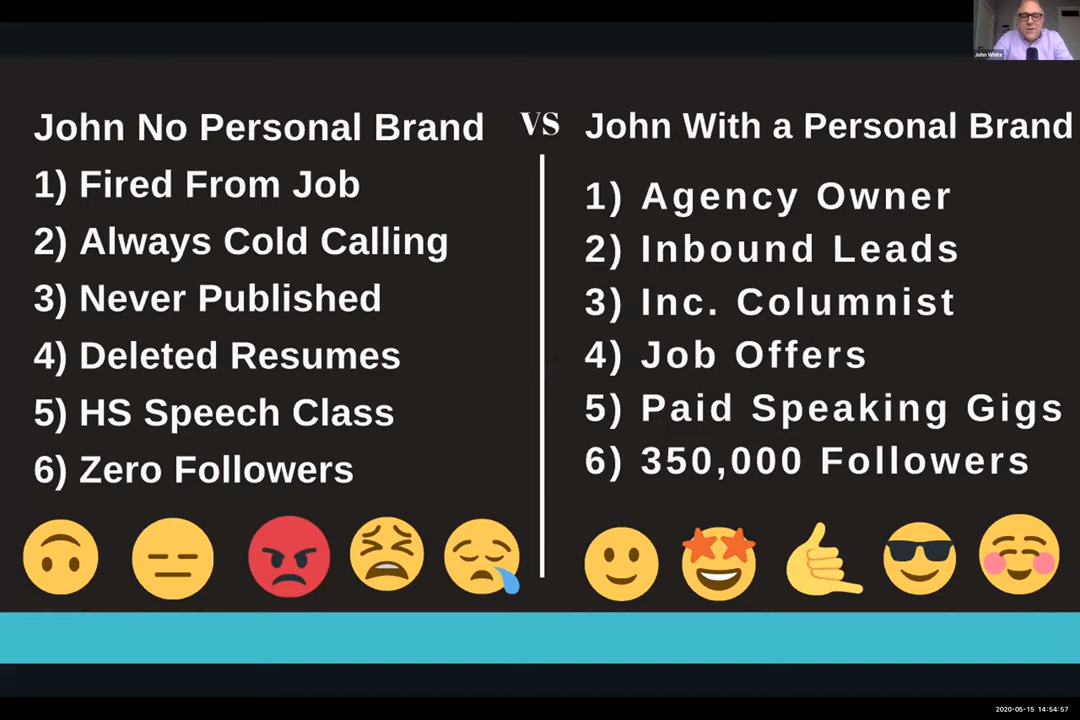 John White
John No Personal Brand
1) Fired From Job
2) Always Cold Calling
3) Never Published
4) Deleted Resumes
5) HS Speech Class
6) Zero Followers
VS
John With a Personal Brand
1) Agency Owner
2) Inbound Leads
3) Inc. Columnist
4) Job Offers
5) Paid Speaking Gigs
6) 350,000 Followers
2020-05-15 14:54:57